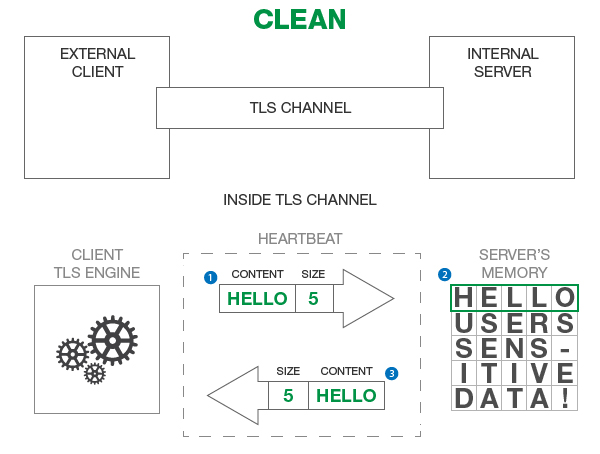 CLEAN
EXTERNAL
CLIENT
TLS CHANNEL
INTERNAL
SERVER
INSIDE TLS CHANNEL
CLIENT
TLS ENGINE
HEARTBEAT
1
CONTENT SIZE
HELLO 5
SIZE CONTENT
3
5 HELLO
SERVER'S
MEMORY
2
HELLO
USERS
SENS-
ITIVE
DATA!